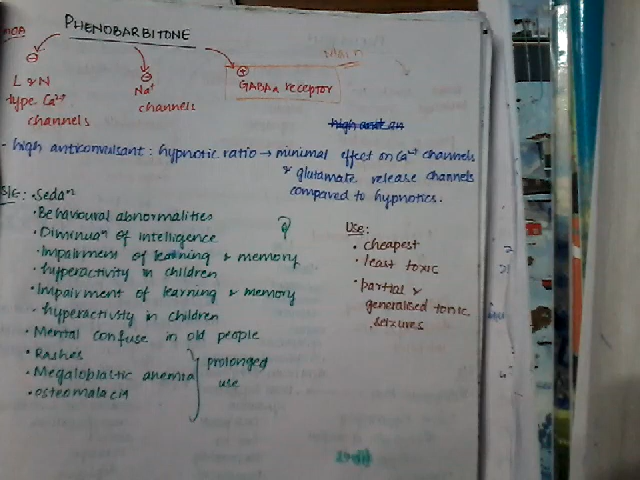 MOA
PHENOBARBITONE
Main
⊖
⊖
⊕
L & N
type Ca²⁺
channels
Na⁺
channels
GABAA receptor
- high anticonvulsant : hypnotic ratio → minimal effect on Ca²⁺ channels
& glutamate release channels
compared to hypnotics.
S/E : • Sedaⁿ
• Behavioural abnormalities
• Diminuaⁿ of intelligence
• Impairment of learning & memory
• hyperactivity in children
• Impairment of learning & memory
• hyperactivity in children
• Mental confuse in old people
• Rashes
• Megaloblastic anemia
• osteomalacia
prolonged
use
Use:
• cheapest
• least toxic
• partial &
generalised tonic
seizures